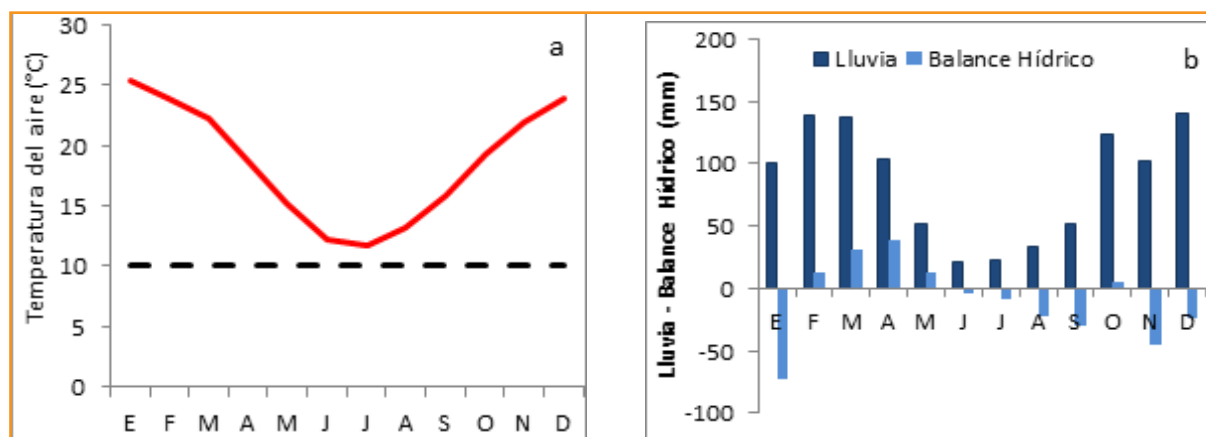 Temperatura del aire (°C)
a
30
25
20
15
10
5
0
E F M A M J J A S O N D
Lluvia - Balance Hídrico (mm)
Lluvia Balance Hídrico
b
200
150
100
50
0
-50
-100
E F M A M J J A S O N D